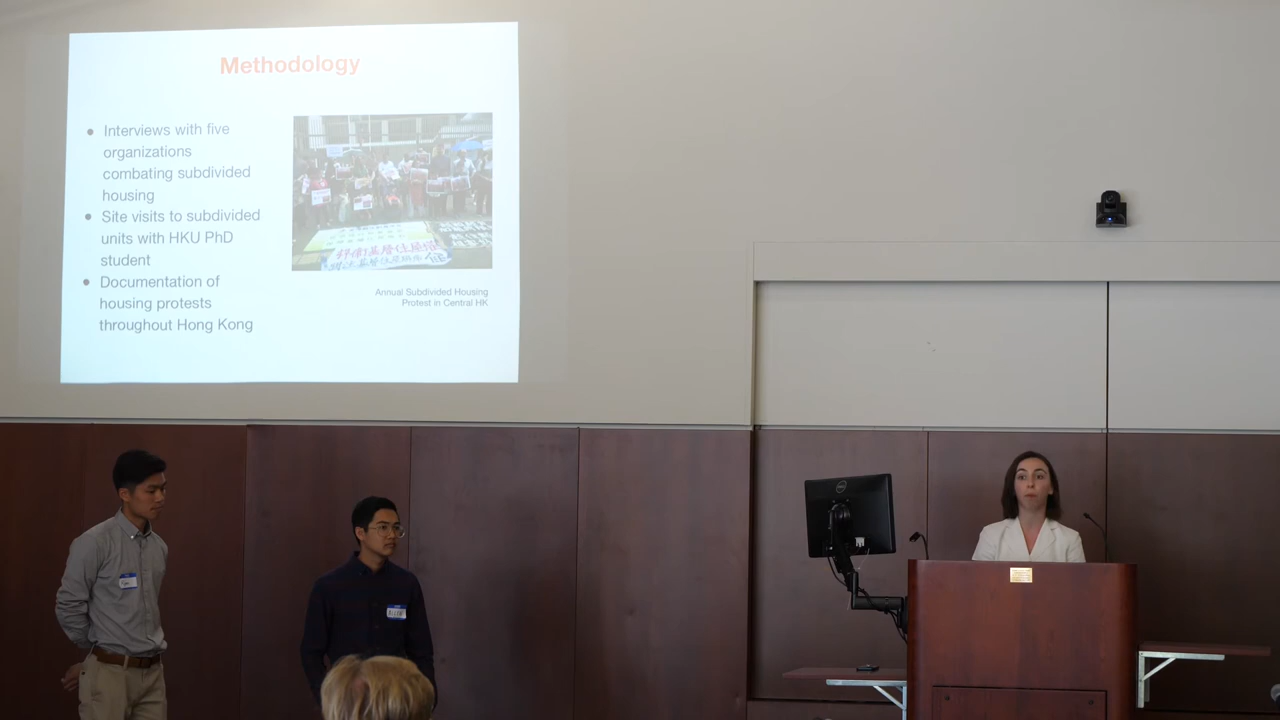 Methodology
● Interviews with five
organizations
combating subdivided
housing
● Site visits to subdivided
units with HKU PhD
student
● Documentation of
housing protests
throughout Hong Kong
Annual Subdivided Housing
Protest in Central HK
DELL